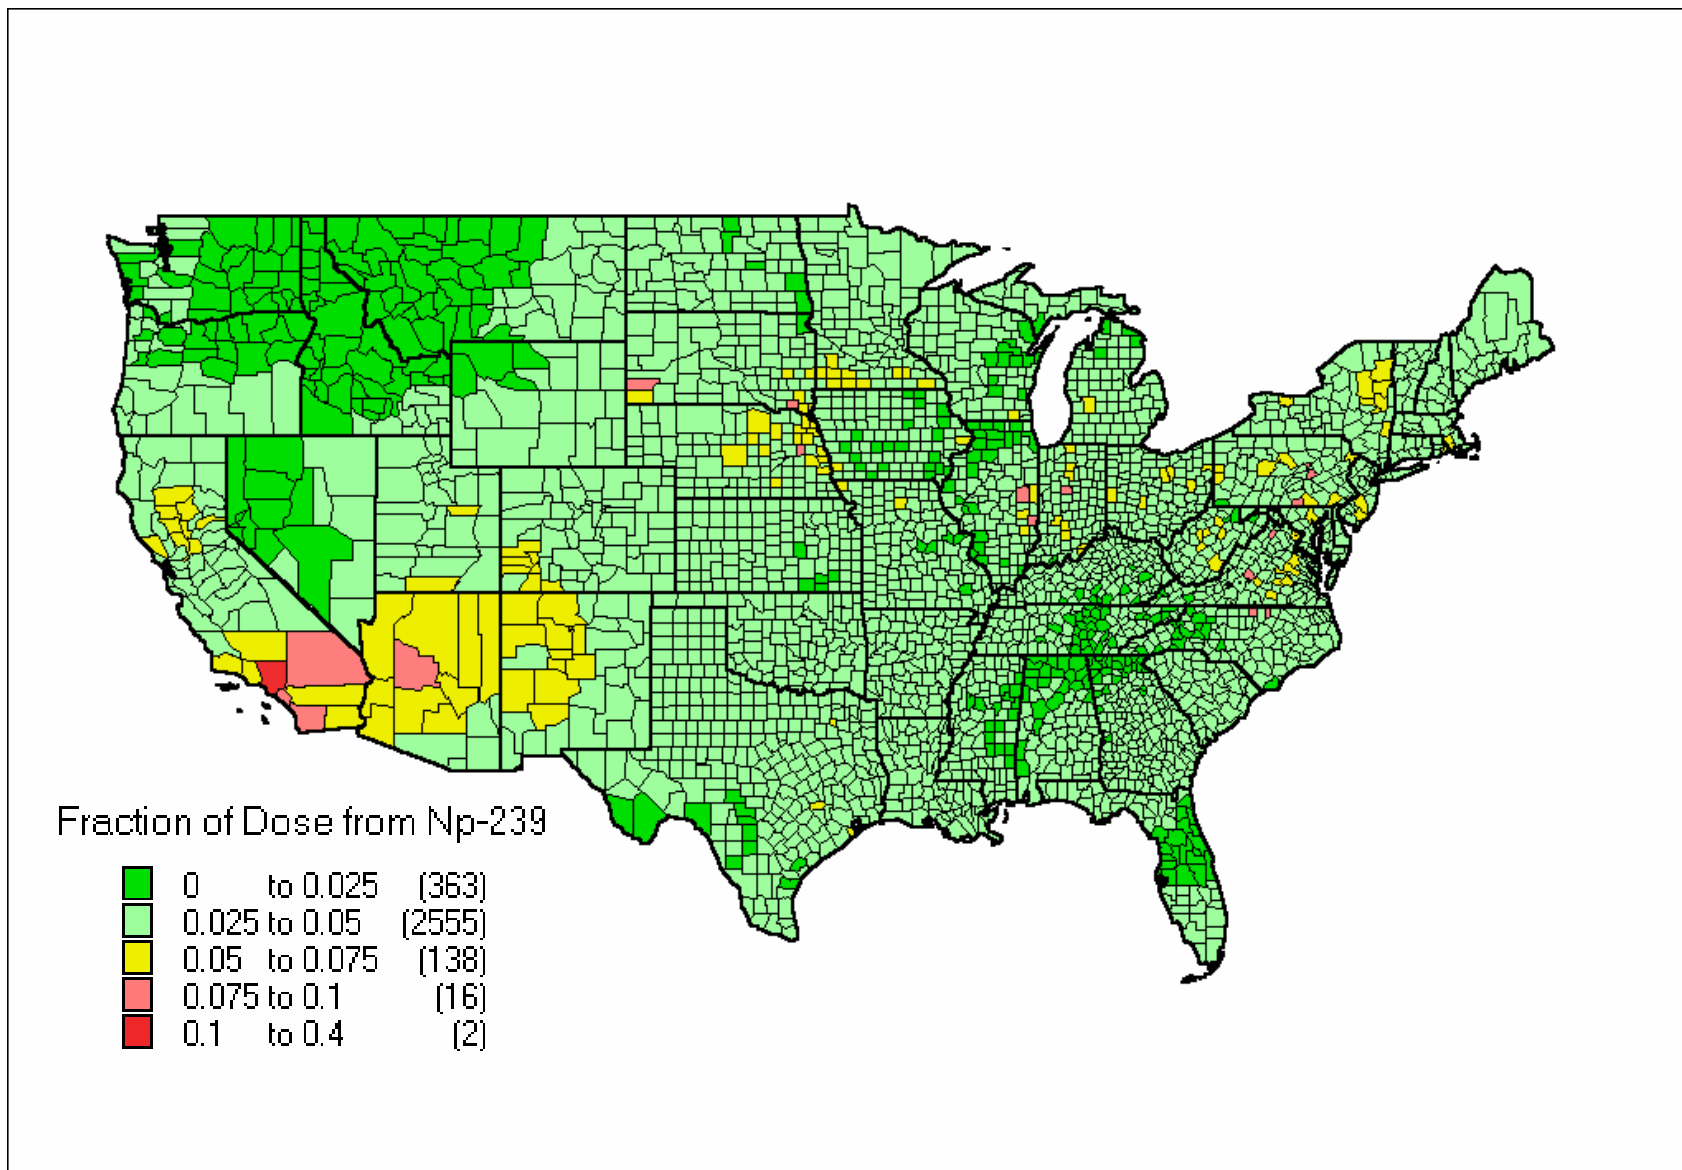 Fraction of Dose from Np-239
0 to 0.025 (363)
0.025 to 0.05 (2555)
0.05 to 0.075 (138)
0.075 to 0.1 (16)
0.1 to 0.4 (2)